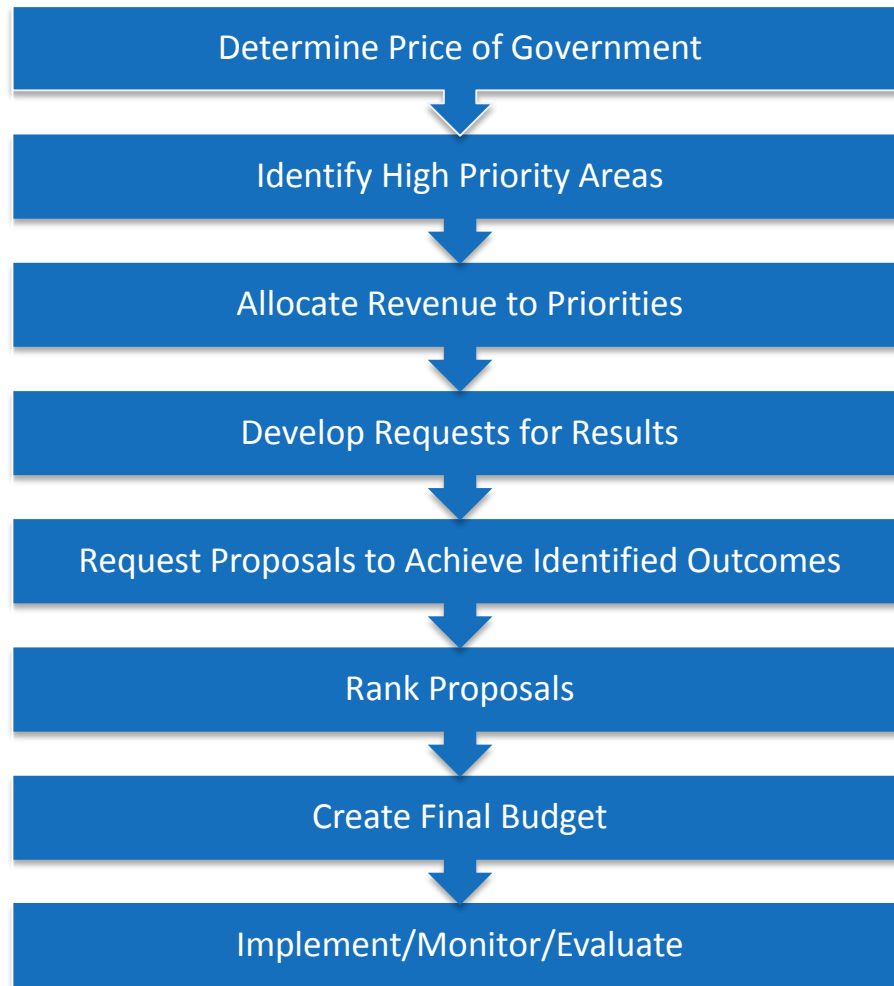 Determine Price of Government
Identify High Priority Areas
Allocate Revenue to Priorities
Develop Requests for Results
Request Proposals to Achieve Identified Outcomes
Rank Proposals
Create Final Budget
Implement/Monitor/Evaluate